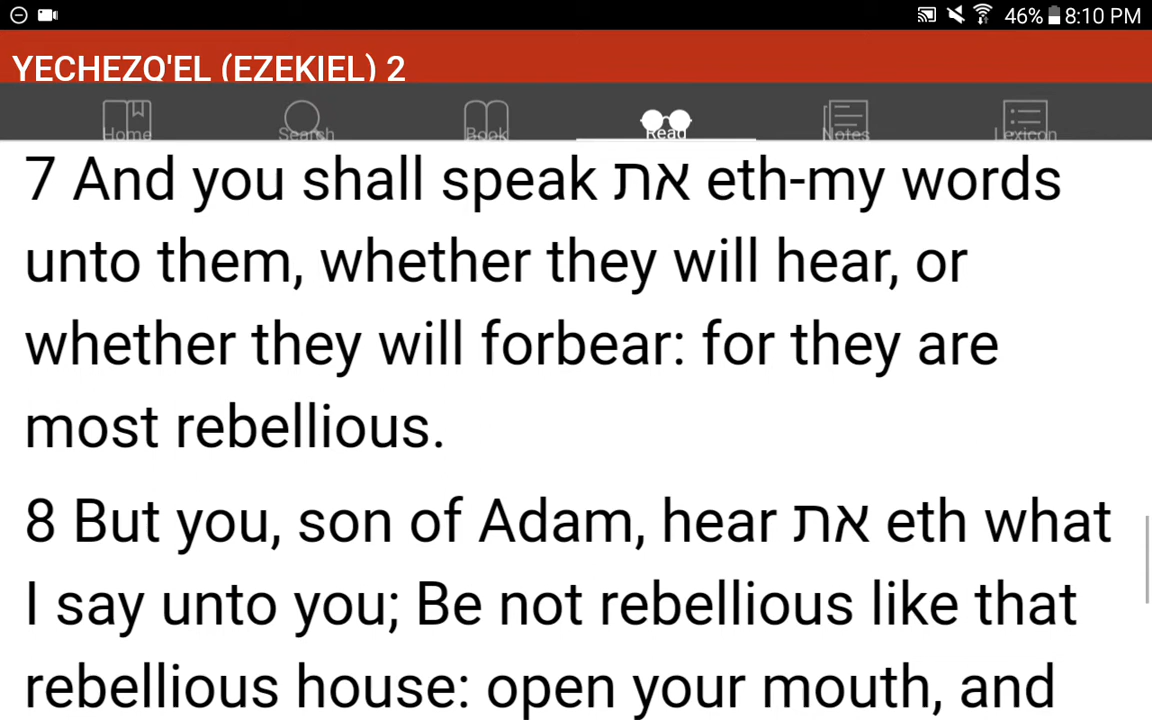 46% 8:10 PM
YECHEZQ'EL (EZEKIEL) 2
Home Search Book Read Notes Lexicon
7 And you shall speak את eth-my words
unto them, whether they will hear, or
whether they will forbear: for they are
most rebellious.
8 But you, son of Adam, hear את eth what
I say unto you; Be not rebellious like that
rebellious house: open your mouth, and